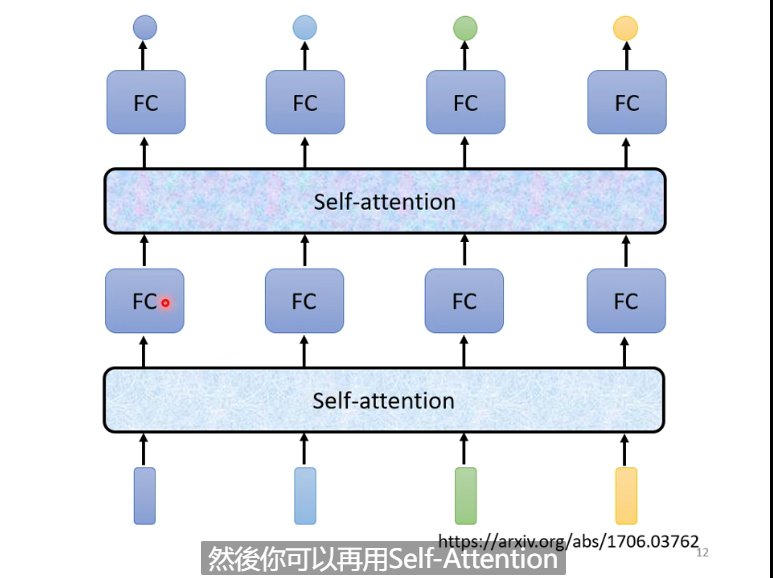 FC FC FC FC
Self-attention
FC FC FC FC
Self-attention
https://arxiv.org/abs/1706.03762
12
然後你可以再用Self-Attention